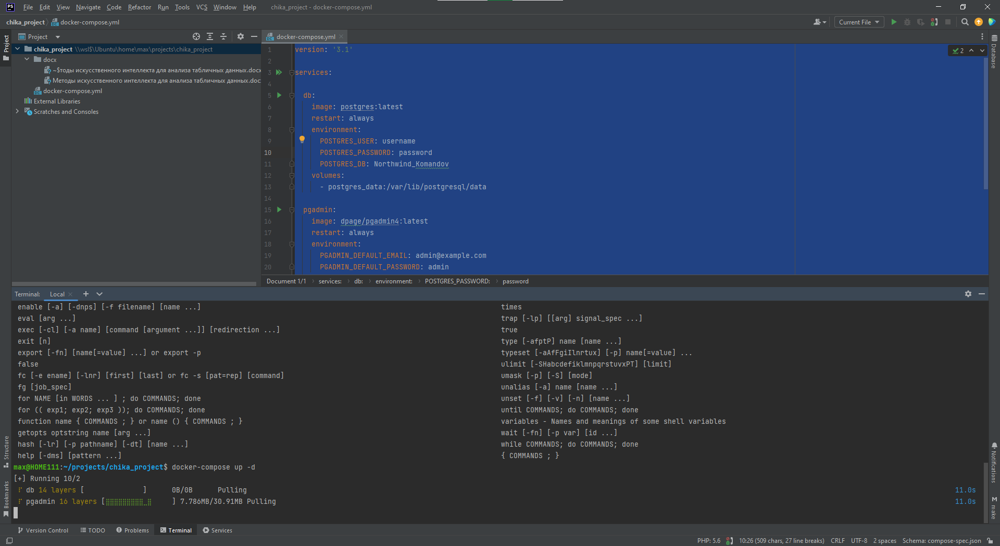 PS File Edit View Navigate Code Refactor Run Tools VCS Window Help chika_project - docker-compose.yml
chika_project docker-compose.yml Current File
Project
Project
docker-compose.yml
chika_project \\wsl$\Ubuntu\home\max\projects\chika_project
docx
~$тоды искусственного интеллекта для анализа табличных данных.docx
Методы искусственного интеллекта для анализа табличных данных.doc
docker-compose.yml
External Libraries
Scratches and Consoles
1 version: '3.1'
2
3 services:
4
5 db:
6 image: postgres:latest
7 restart: always
8 environment:
9 POSTGRES_USER: username
10 POSTGRES_PASSWORD: password
11 POSTGRES_DB: Northwind_Komandov
12 volumes:
13 - postgres_data:/var/lib/postgresql/data
14
15 pgadmin:
16 image: dpage/pgadmin4:latest
17 restart: always
18 environment:
19 PGADMIN_DEFAULT_EMAIL: admin@example.com
20 PGADMIN_DEFAULT_PASSWORD: admin
2
Database
Document 1/1 › services: › db: › environment: › POSTGRES_PASSWORD: › password
Terminal: Local
enable [-a] [-dnps] [-f filename] [name ...]
eval [arg ...]
exec [-cl] [-a name] [command [argument ...]] [redirection ...]
exit [n]
export [-fn] [name[=value] ...] or export -p
false
fc [-e ename] [-lnr] [first] [last] or fc -s [pat=rep] [command]
fg [job_spec]
for NAME [in WORDS ... ] ; do COMMANDS; done
for (( exp1; exp2; exp3 )); do COMMANDS; done
function name { COMMANDS ; } or name () { COMMANDS ; }
getopts optstring name [arg ...]
hash [-lr] [-p pathname] [-dt] [name ...]
help [-dms] [pattern ...]
times
trap [-lp] [[arg] signal_spec ...]
true
type [-afptP] name [name ...]
typeset [-aAfFgiIlnrtux] [-p] name[=value] ...
ulimit [-SHabcdefiklmnpqrstuvxPT] [limit]
umask [-p] [-S] [mode]
unalias [-a] name [name ...]
unset [-f] [-v] [-n] [name ...]
until COMMANDS; do COMMANDS; done
variables - Names and meanings of some shell variables
wait [-fn] [-p var] [id ...]
while COMMANDS; do COMMANDS; done
{ COMMANDS ; }
max@HOME111:~/projects/chika_project$ docker-compose up -d
[+] Running 10/2
db 14 layers [ ] 0B/0B Pulling 11.0s
pgadmin 16 layers [⣿⣿⣿⣿⣿⣿⣿⣿⣿⣀⣿ ] 7.786MB/30.91MB Pulling 11.0s
Structure
Bookmarks
Notifications
M make
Version Control TODO Problems Terminal Services
PHP: 5.6 10:26 (509 chars, 27 line breaks) CRLF UTF-8 2 spaces Schema: compose-spec.json